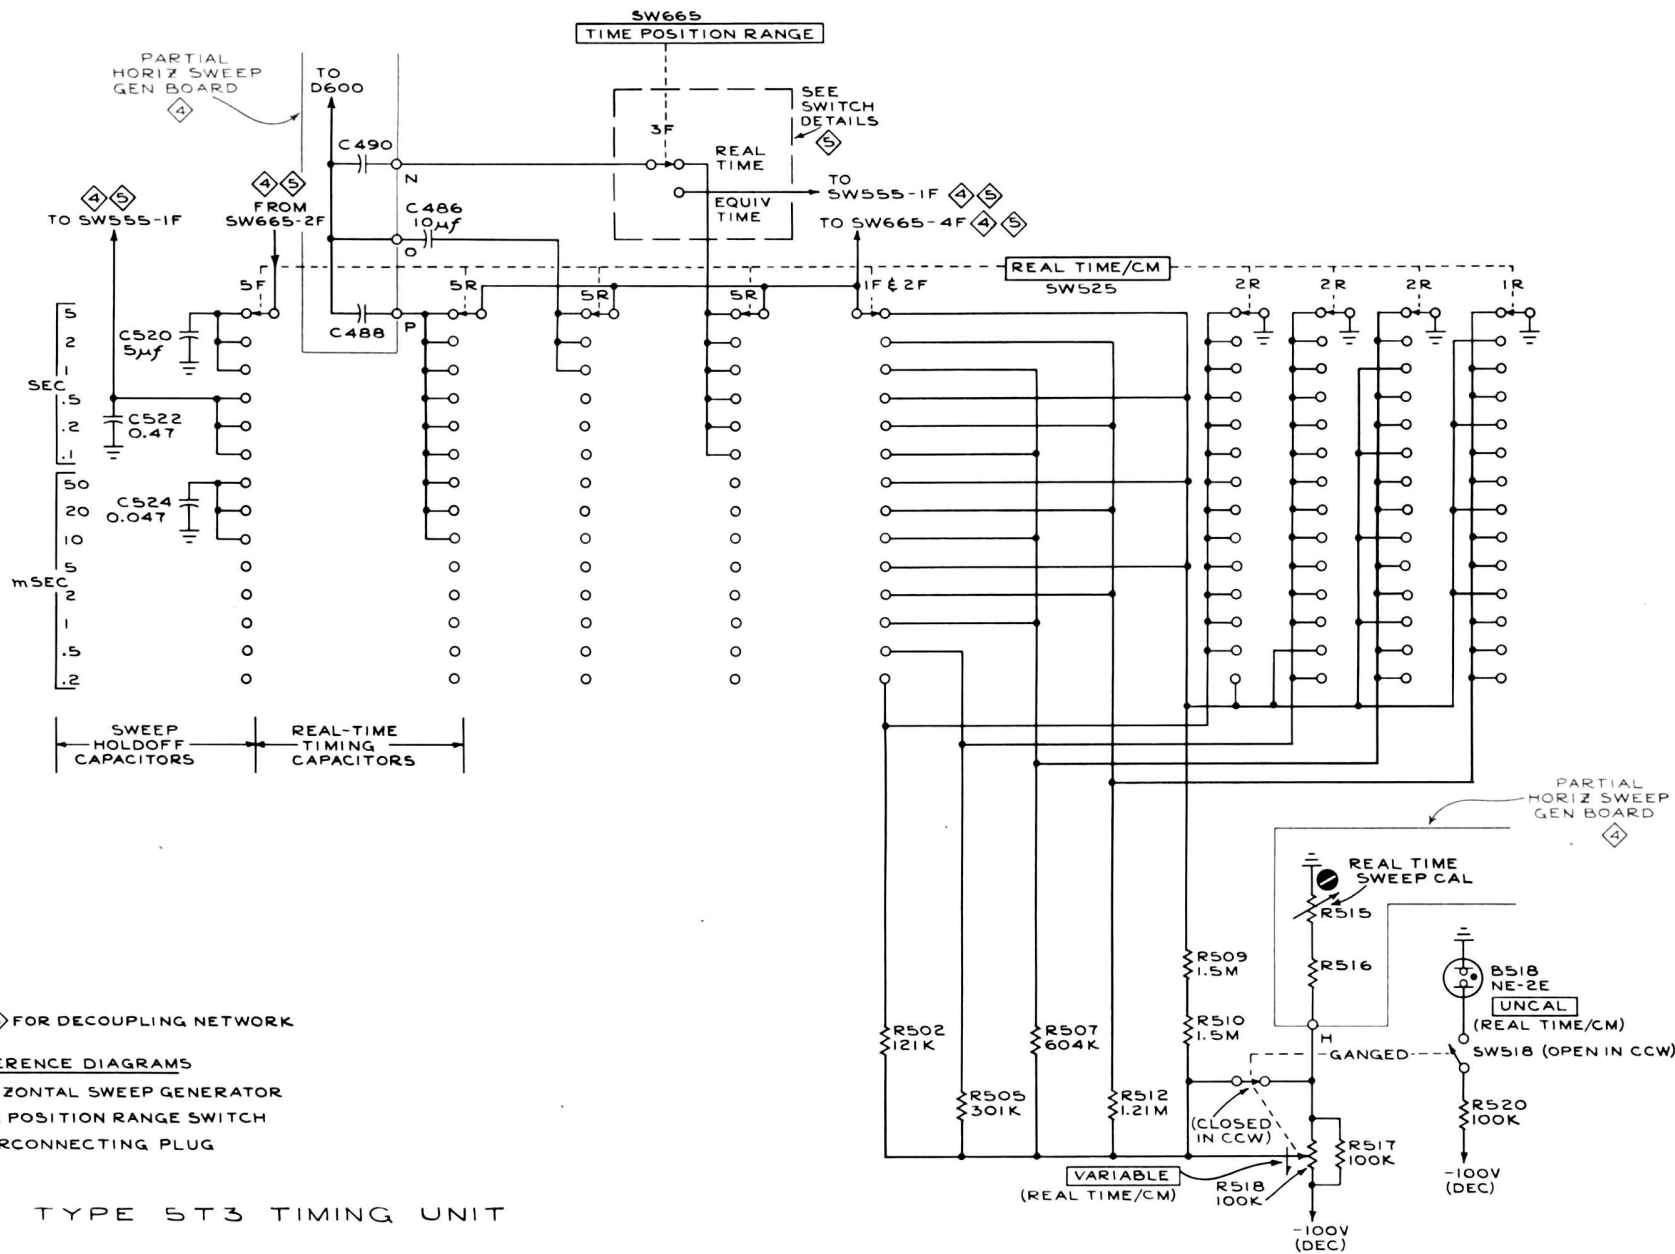 SW665
TIME POSITION RANGE
PARTIAL
HORIZ SWEEP
GEN BOARD
4
TO
D600
SEE
SWITCH
DETAILS
5
3F
C490
REAL
TIME
N
4 5
TO SW555-1F
4 5
FROM
SW665-2F
C486
10µf
O
EQUIV
TIME
TO
SW555-1F 4 5
TO SW665-4F 4 5
REAL TIME/CM
SW525
5F
5R
5R
5R
1F & 2F
2R
2R
2R
1R
C488
P
C520
5µf
C522
0.47
C524
0.047
SEC
5
2
1
.5
.2
.1
mSEC
50
20
10
5
2
1
.5
.2
SWEEP
HOLDOFF
CAPACITORS
REAL-TIME
TIMING
CAPACITORS
PARTIAL
HORIZ SWEEP
GEN BOARD
4
REAL TIME
SWEEP CAL
R515
R516
H
R509
1.5M
R510
1.5M
R502
121K
R507
604K
R505
301K
R512
1.21M
B518
NE-2E
UNCAL
(REAL TIME/CM)
SW518 (OPEN IN CCW)
GANGED
R520
100K
-100V
(DEC)
(CLOSED
IN CCW)
R517
100K
VARIABLE
(REAL TIME/CM)
R518
100K
-100V
(DEC)
FOR DECOUPLING NETWORK
ERENCE DIAGRAMS
ZONTAL SWEEP GENERATOR
POSITION RANGE SWITCH
RCONNECTING PLUG
TYPE 5T3 TIMING UNIT